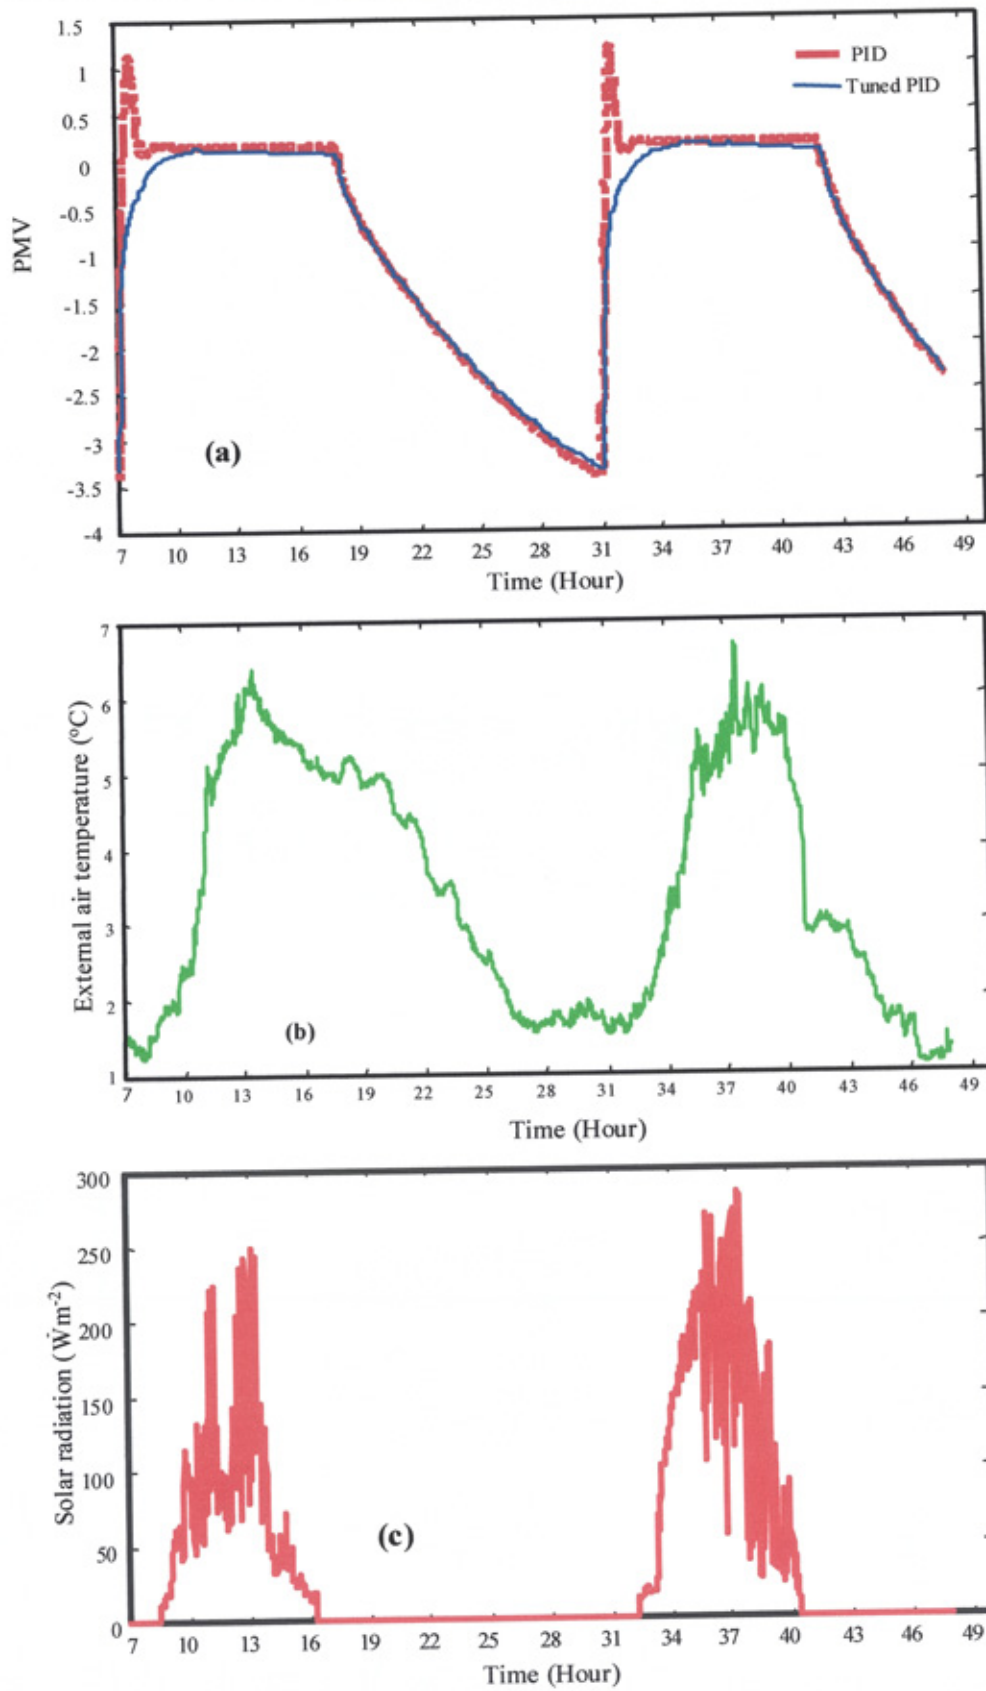 1.5
1
0.5
0
-0.5
-1
-1.5
-2
-2.5
-3
-3.5
-4
PMV
PID
Tuned PID
(a)
7 10 13 16 19 22 25 28 31 34 37 40 43 46 49
Time (Hour)
7
6
5
4
3
2
1
External air temperature (ºC)
(b)
7 10 13 16 19 22 25 28 31 34 37 40 43 46 49
Time (Hour)
300
250
200
150
100
50
0
Solar radiation (Wm-2)
(c)
7 10 13 16 19 22 25 28 31 34 37 40 43 46 49
Time (Hour)